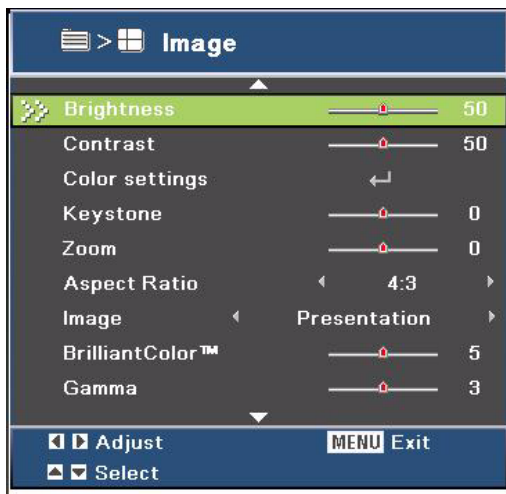 > Image
Brightness 50
Contrast 50
Color settings
Keystone 0
Zoom 0
Aspect Ratio 4:3
Image Presentation
BrilliantColor™ 5
Gamma 3
Adjust MENU Exit
Select